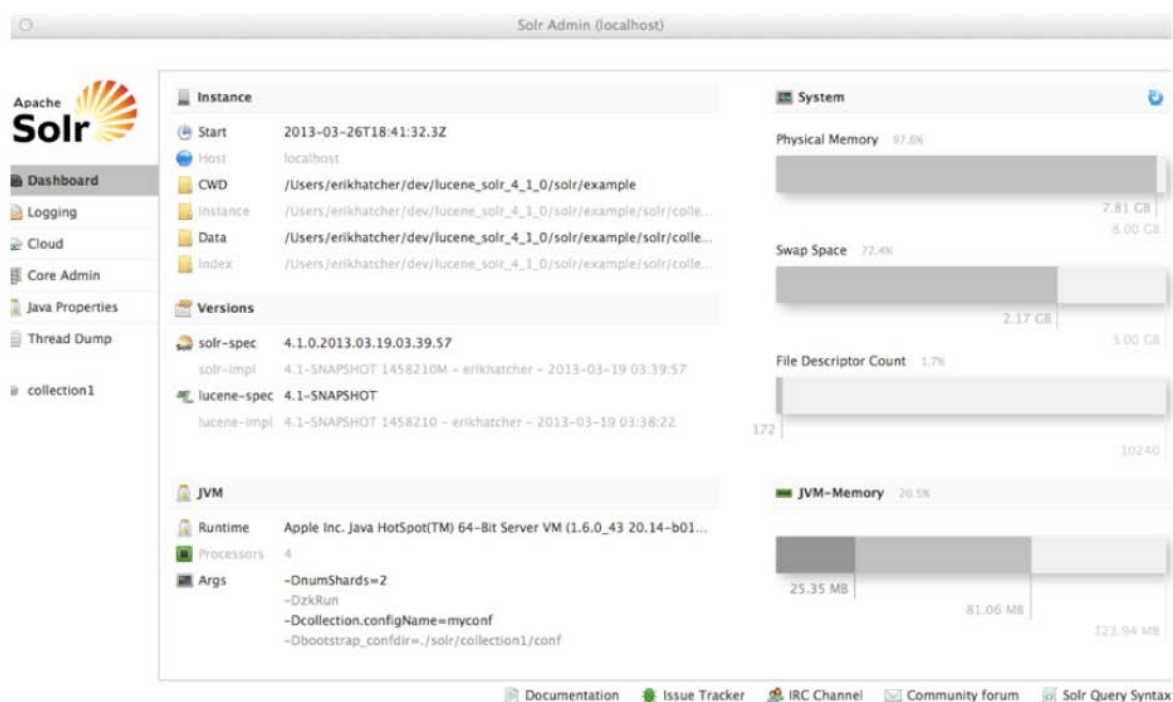 Solr Admin (localhost)
Apache
Solr
Dashboard
Logging
Cloud
Core Admin
Java Properties
Thread Dump
collection1
Instance
Start 2013-03-26T18:41:32.3Z
Host localhost
CWD /Users/erikhatcher/dev/lucene_solr_4_1_0/solr/example
Instance /Users/erikhatcher/dev/lucene_solr_4_1_0/solr/example/solr/colle...
Data /Users/erikhatcher/dev/lucene_solr_4_1_0/solr/example/solr/colle...
Index /Users/erikhatcher/dev/lucene_solr_4_1_0/solr/example/solr/colle...
Versions
solr-spec 4.1.0.2013.03.19.03.39.57
solr-impl 4.1-SNAPSHOT 1458210M - erikhatcher - 2013-03-19 03:39:57
lucene-spec 4.1-SNAPSHOT
lucene-impl 4.1-SNAPSHOT 1458210 - erikhatcher - 2013-03-19 03:38:22
JVM
Runtime Apple Inc. Java HotSpot(TM) 64-Bit Server VM (1.6.0_43 20.14-b01...
Processors 4
Args -DnumShards=2
-DzkRun
-Dcollection.configName=myconf
-Dbootstrap_confdir=./solr/collection1/conf
System
Physical Memory 97.6%
7.81 GB
8.00 GB
Swap Space 72.4%
2.17 GB
3.00 GB
File Descriptor Count 1.7%
172
10240
JVM-Memory 20.5%
25.35 MB
81.06 MB
123.94 MB
Documentation Issue Tracker IRC Channel Community forum Solr Query Syntax